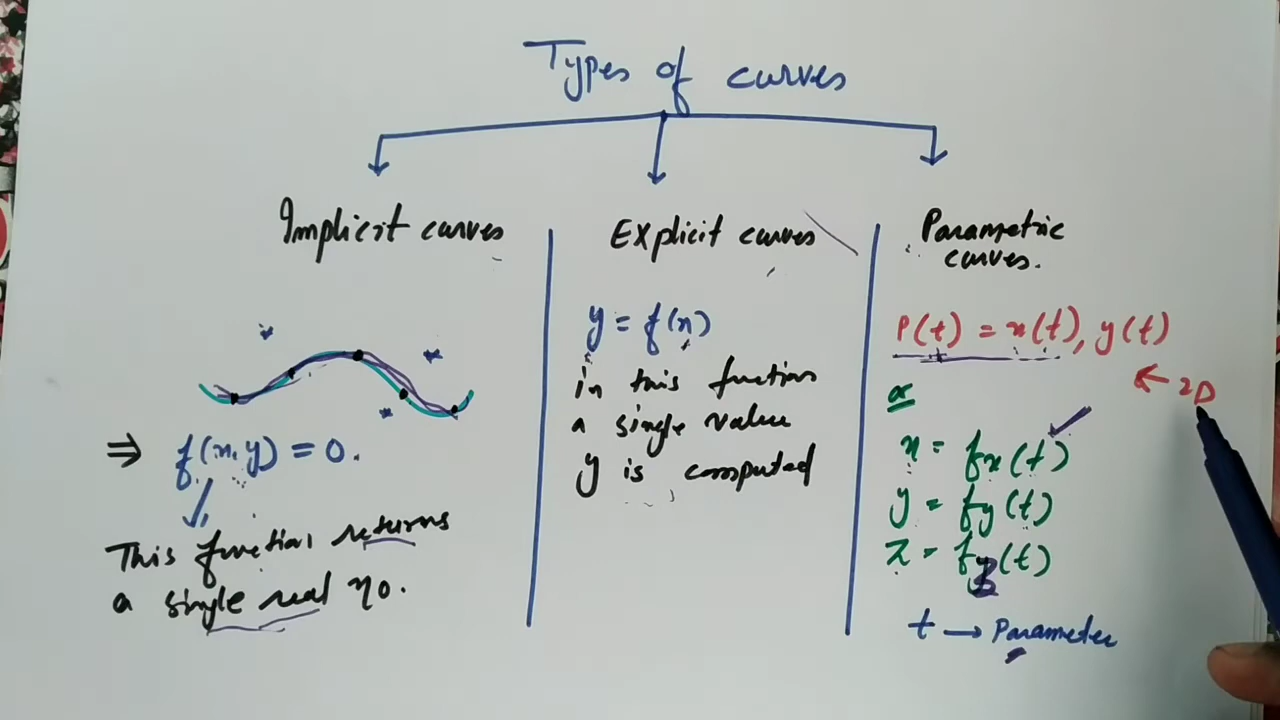 Types of curves
Implicit curves
⇒ f(x,y) = 0.
This function returns
a single real no.
Explicit curves
y = f(x)
in this function
a single value
y is computed
Parametric
curves.
P(t) = x(t), y(t)
← 2D
or
x = fx(t)
y = fy(t)
z = fz(t)
t → Parameter